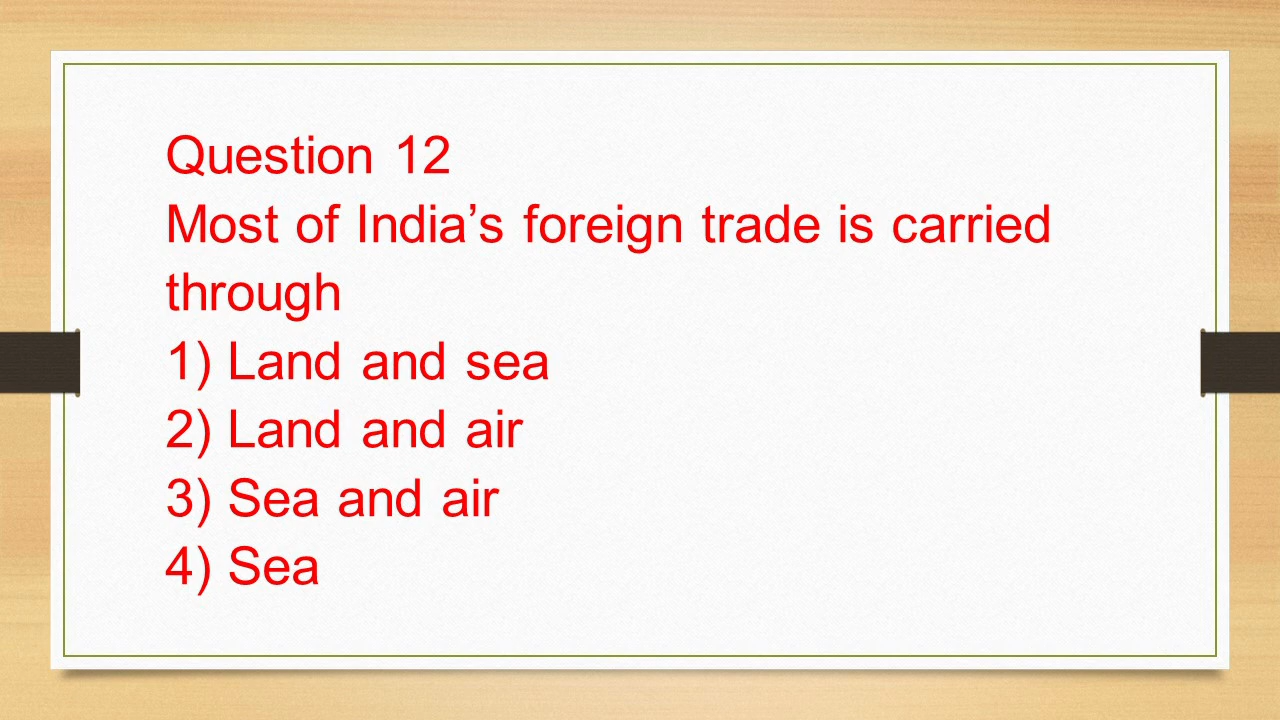 Question 12
Most of India’s foreign trade is carried
through
1) Land and sea
2) Land and air
3) Sea and air
4) Sea